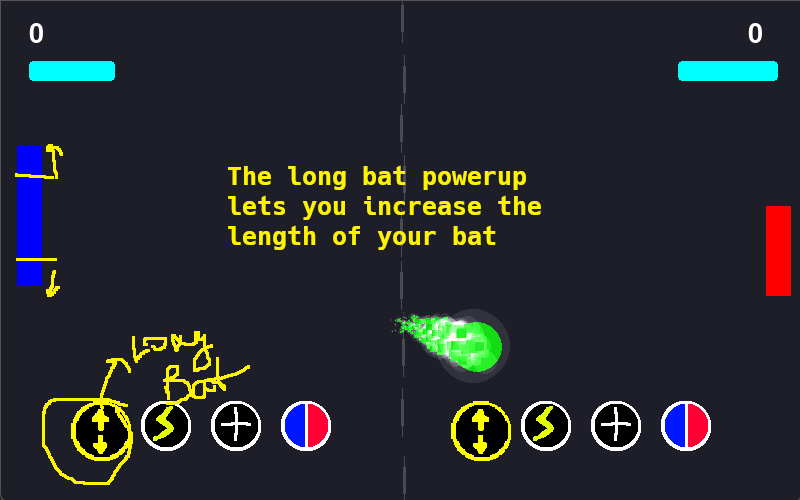 0 0
The long bat powerup
lets you increase the
length of your bat
Long
Bat